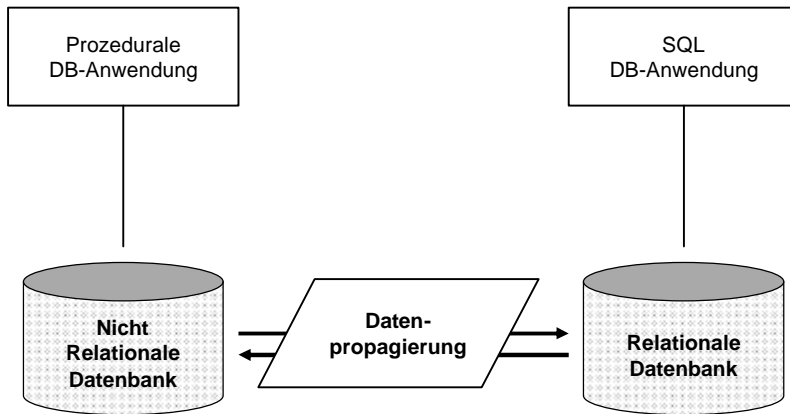 Prozedurale
DB-Anwendung
SQL
DB-Anwendung
Nicht
Relationale
Datenbank
Daten-
propagierung
Relationale
Datenbank